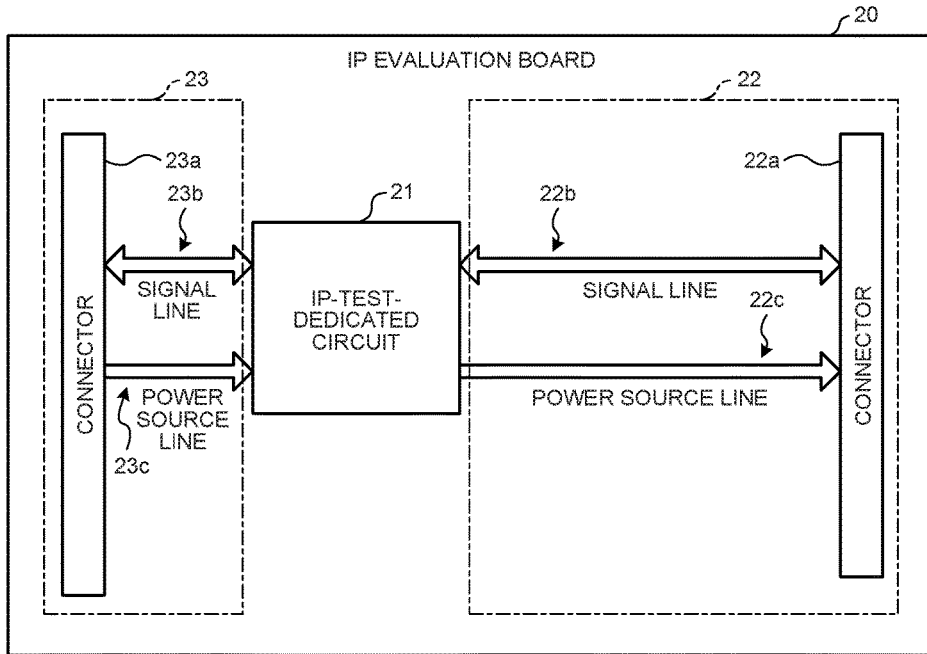 20
IP EVALUATION BOARD
23
22
23a
22a
23b
21
22b
SIGNAL
LINE
IP-TEST-
DEDICATED
CIRCUIT
SIGNAL LINE
22c
CONNECTOR
POWER
SOURCE
LINE
POWER SOURCE LINE
CONNECTOR
23c